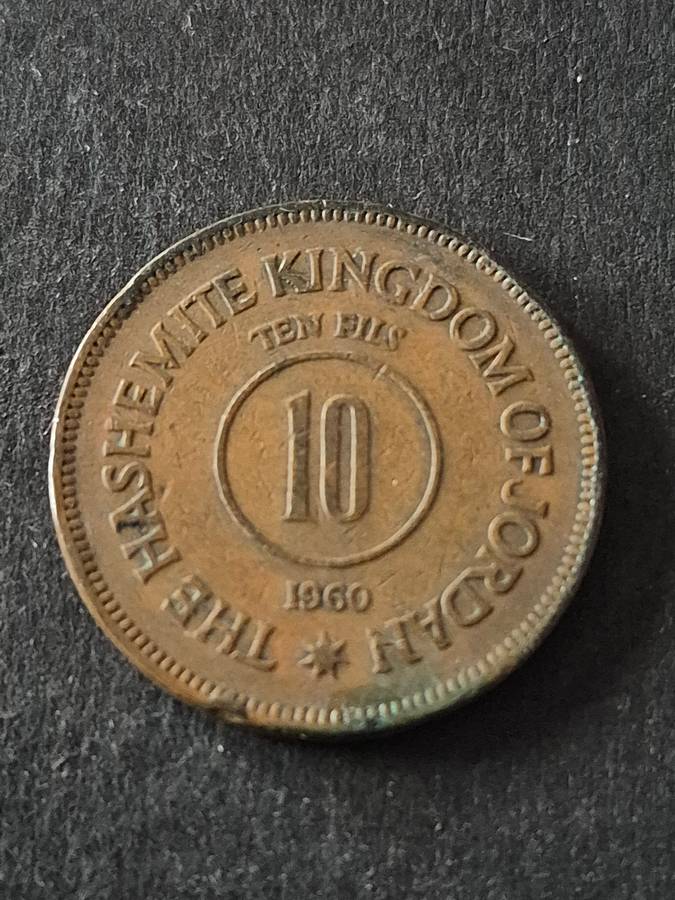 THE HASHEMITE KINGDOM OF JORDAN
TEN FILS
10
1960